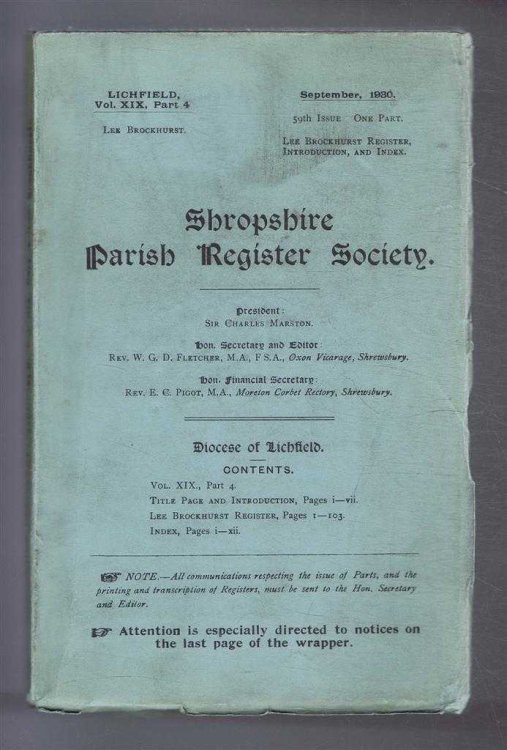 LICHFIELD,
Vol. XIX, Part 4
Lee Brockhurst.
September, 1930.
59th Issue One Part.
Lee Brockhurst Register,
Introduction, and Index.
Shropshire
Parish Register Society.
President:
Sir Charles Marston.
Hon. Secretary and Editor:
Rev. W. G. D. Fletcher, M.A., F S.A., Oxon Vicarage, Shrewsbury.
Hon. Financial Secretary:
Rev. E. C. Pigot, M.A., Moreton Corbet Rectory, Shrewsbury.
Diocese of Lichfield.
CONTENTS.
Vol. XIX., Part 4.
Title Page and Introduction, Pages i—vii.
Lee Brockhurst Register, Pages 1—103.
Index, Pages i—xii.
☞ NOTE.—All communications respecting the issue of Parts, and the
printing and transcription of Registers, must be sent to the Hon. Secretary
and Editor.
☞ Attention is especially directed to notices on
the last page of the wrapper.